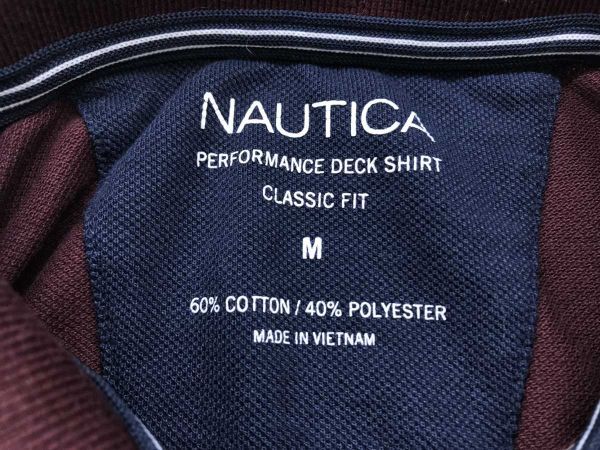 NAUTICA
PERFORMANCE DECK SHIRT
CLASSIC FIT
M
60% COTTON / 40% POLYESTER
MADE IN VIETNAM